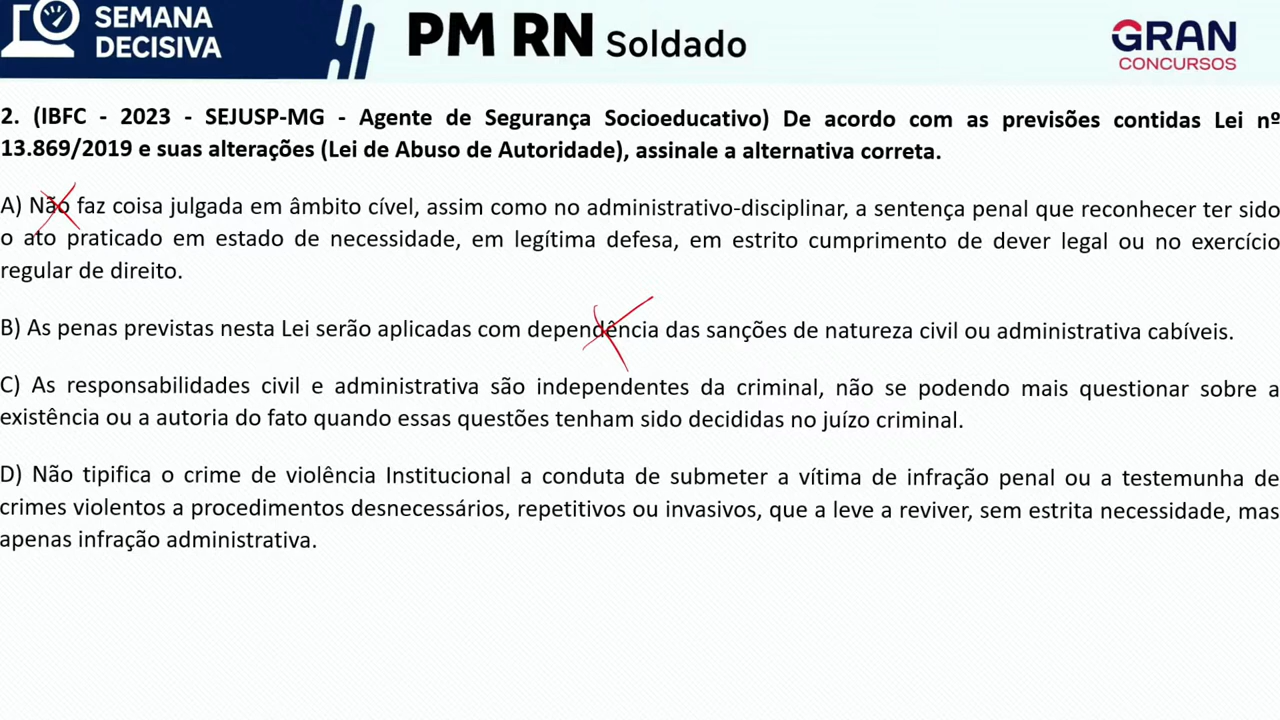 SEMANA
DECISIVA
PM RN Soldado
GRAN
CONCURSOS
2. (IBFC - 2023 - SEJUSP-MG - Agente de Segurança Socioeducativo) De acordo com as previsões contidas Lei nº
13.869/2019 e suas alterações (Lei de Abuso de Autoridade), assinale a alternativa correta.
A) Não faz coisa julgada em âmbito cível, assim como no administrativo-disciplinar, a sentença penal que reconhecer ter sido
o ato praticado em estado de necessidade, em legítima defesa, em estrito cumprimento de dever legal ou no exercício
regular de direito.
B) As penas previstas nesta Lei serão aplicadas com dependência das sanções de natureza civil ou administrativa cabíveis.
C) As responsabilidades civil e administrativa são independentes da criminal, não se podendo mais questionar sobre a
existência ou a autoria do fato quando essas questões tenham sido decididas no juízo criminal.
D) Não tipifica o crime de violência Institucional a conduta de submeter a vítima de infração penal ou a testemunha de
crimes violentos a procedimentos desnecessários, repetitivos ou invasivos, que a leve a reviver, sem estrita necessidade, mas
apenas infração administrativa.